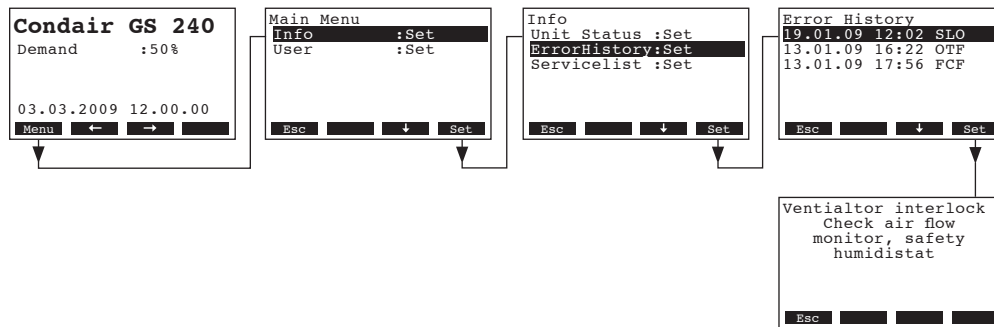 Condair GS 240
Demand :50%
03.03.2009 12.00.00
Menu ← →
Main Menu
Info :Set
User :Set
Esc ↓ Set
Info
Unit Status :Set
ErrorHistory:Set
Servicelist :Set
Esc ↓ Set
Error History
19.01.09 12:02 SLO
13.01.09 16:22 OTF
13.01.09 17:56 FCF
Esc ↓ Set
Ventialtor interlock
Check air flow
monitor, safety
humidistat
Esc